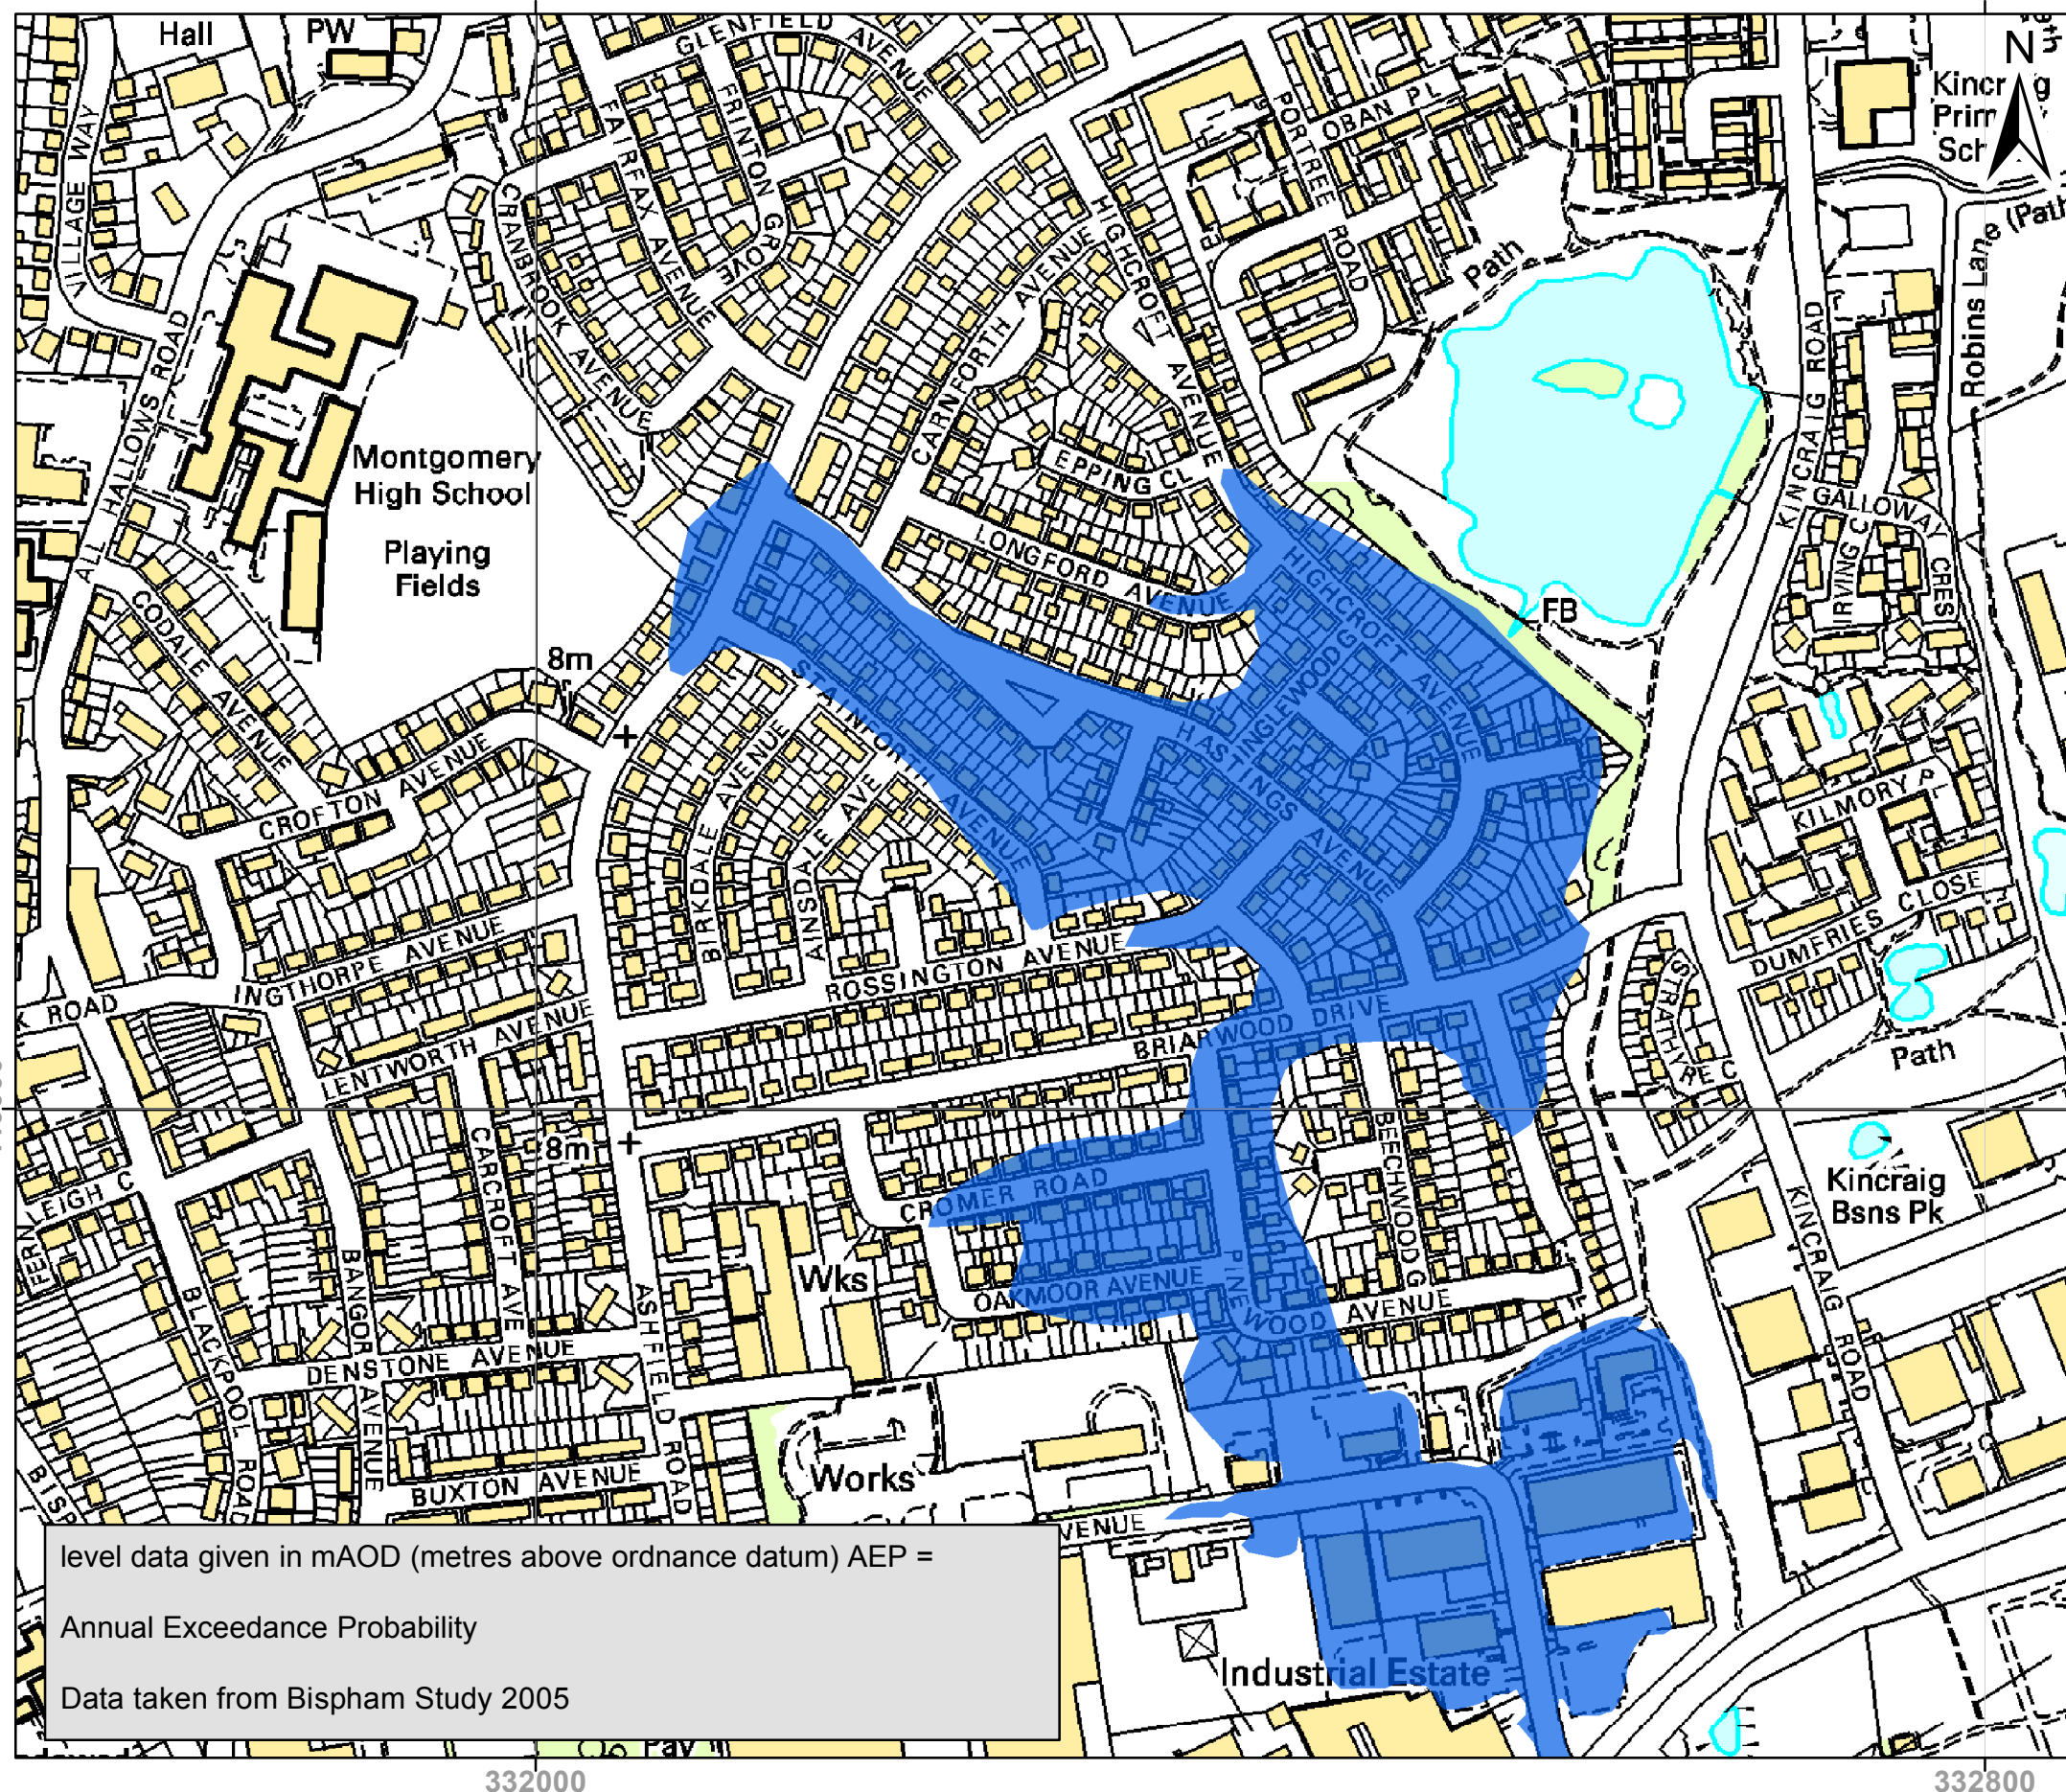 Hall
PW
GLENFIELD AVENUE
N
Kincr g
Prim
Sch
VILLAGE WAY
FAIRFAX AVENUE
FRINTON GROVE
CRANBROOK AVENUE
HIGHCROFT AVENUE
PORTREE ROAD
OBAN PL
Path
Robins Lane (Path
KINCRAIG ROAD
ALL HALLOWS ROAD
CARNFORTH AVENUE
Montgomery
High School
Playing
Fields
EPPING CL
LONGFORD AVENUE
GALLOWAY CRES
IRVING C
FB
CODALE AVENUE
8m
STANFORD AVENUE
HIGHCROFT AVENUE
INGLEWOOD G
HASTINGS AVENUE
CROFTON AVENUE
BIRKDALE AVENUE
AINSDALE AVE
KILMORY P
DUMFRIES CLOSE
INGTHORPE AVENUE
ROSSINGTON AVENUE
STRATHYRE C
K ROAD
LENTWORTH AVENUE
BRIARWOOD DRIVE
Path
8m
CARCROFT AVE
BEECHWOOD G
LEIGH C
FERN
CROMER ROAD
Kincraig
Bsns Pk
KINCRAIG ROAD
BANGOR AVENUE
BLACKPOOL ROAD
ASHFIELD ROAD
Wks
OAKMOOR AVENUE
PINEWOOD AVENUE
DENSTONE AVENUE
BISP
BUXTON AVENUE
Works
VENUE
level data given in mAOD (metres above ordnance datum) AEP =
Annual Exceedance Probability
Data taken from Bispham Study 2005
Industrial Estate
Pav
332000
332800